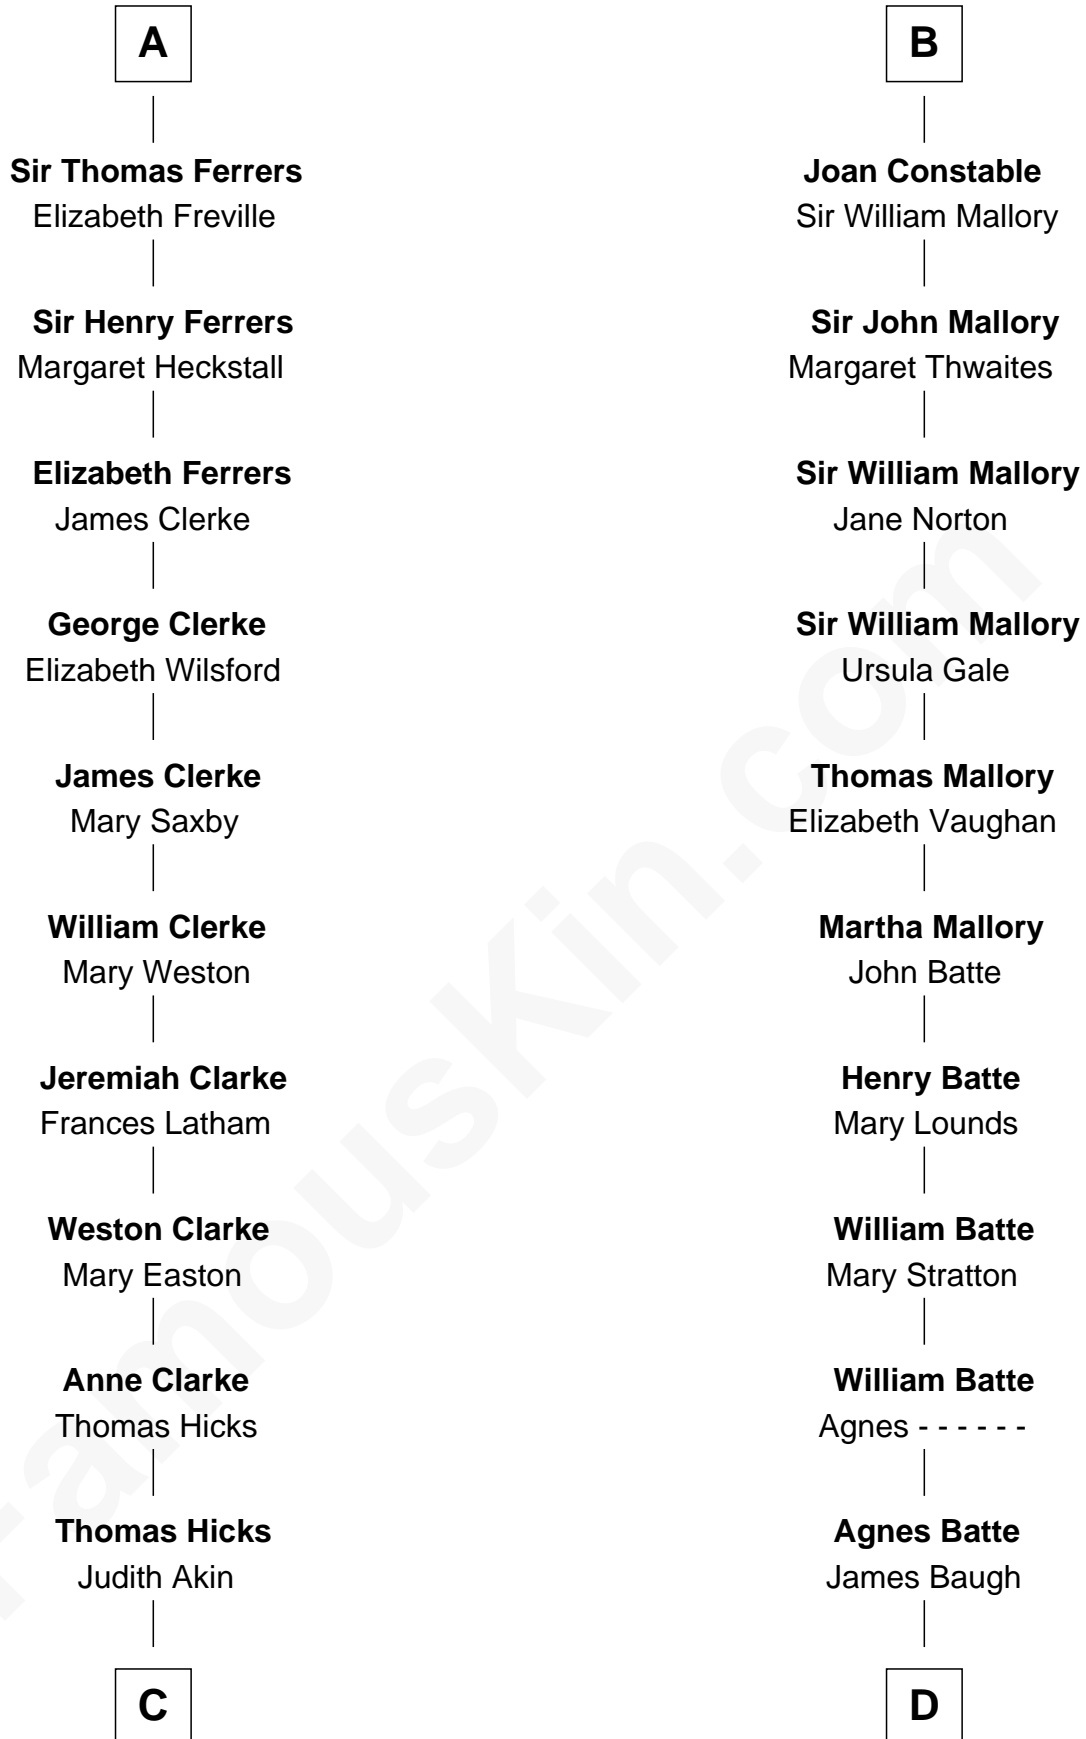 A
Sir Thomas Ferrers
Elizabeth Freville
Sir Henry Ferrers
Margaret Heckstall
Elizabeth Ferrers
James Clerke
George Clerke
Elizabeth Wilsford
James Clerke
Mary Saxby
William Clerke
Mary Weston
Jeremiah Clarke
Frances Latham
Weston Clarke
Mary Easton
Anne Clarke
Thomas Hicks
Thomas Hicks
Judith Akin
C
B
Joan Constable
Sir William Mallory
Sir John Mallory
Margaret Thwaites
Sir William Mallory
Jane Norton
Sir William Mallory
Ursula Gale
Thomas Mallory
Elizabeth Vaughan
Martha Mallory
John Batte
Henry Batte
Mary Lounds
William Batte
Mary Stratton
William Batte
Agnes - - - - - -
Agnes Batte
James Baugh
D
FamousKin.com